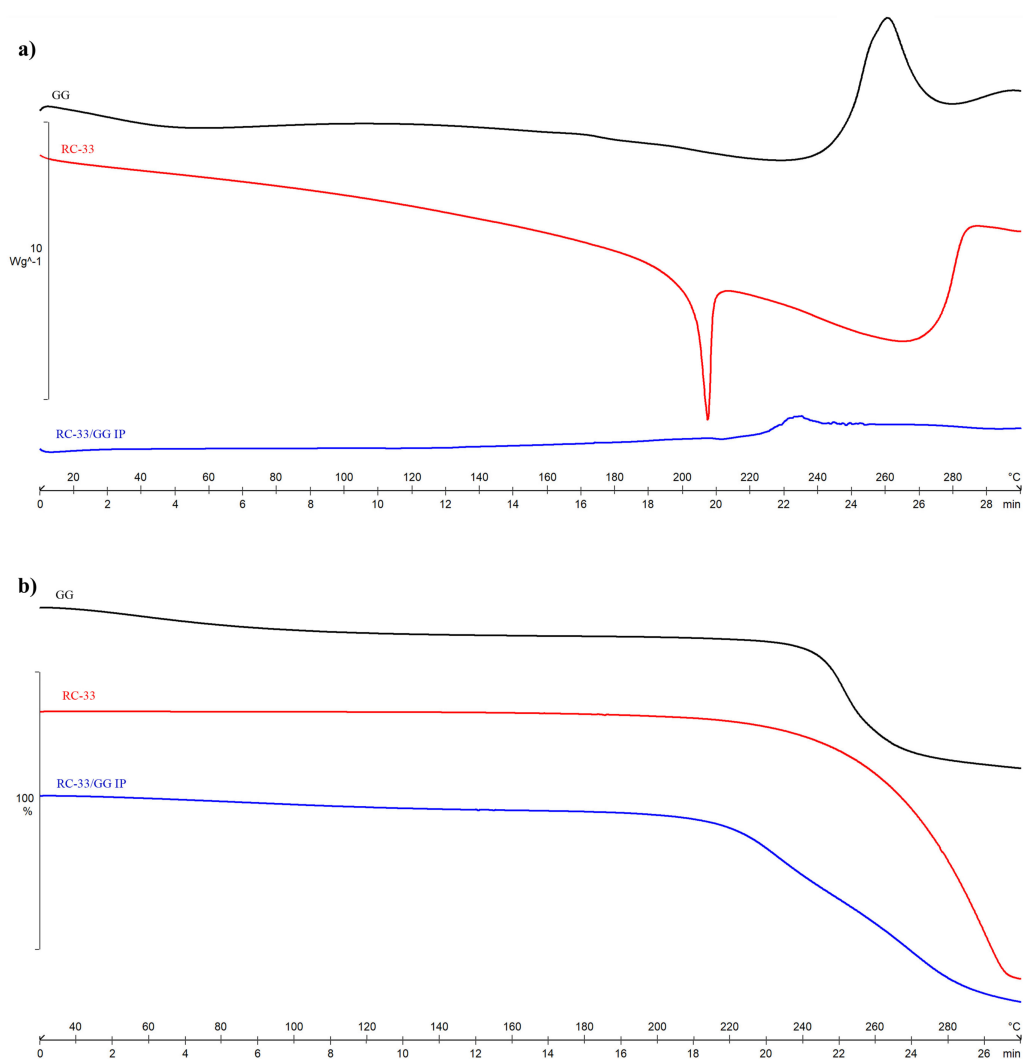 a)
GG
RC-33
10
Wg^-1
RC-33/GG IP
20 40 60 80 100 120 140 160 180 200 220 240 260 280 °C
0 2 4 6 8 10 12 14 16 18 20 22 24 26 28 min
b)
GG
RC-33
RC-33/GG IP
100
%
40 60 80 100 120 140 160 180 200 220 240 260 280 °C
0 2 4 6 8 10 12 14 16 18 20 22 24 26 min